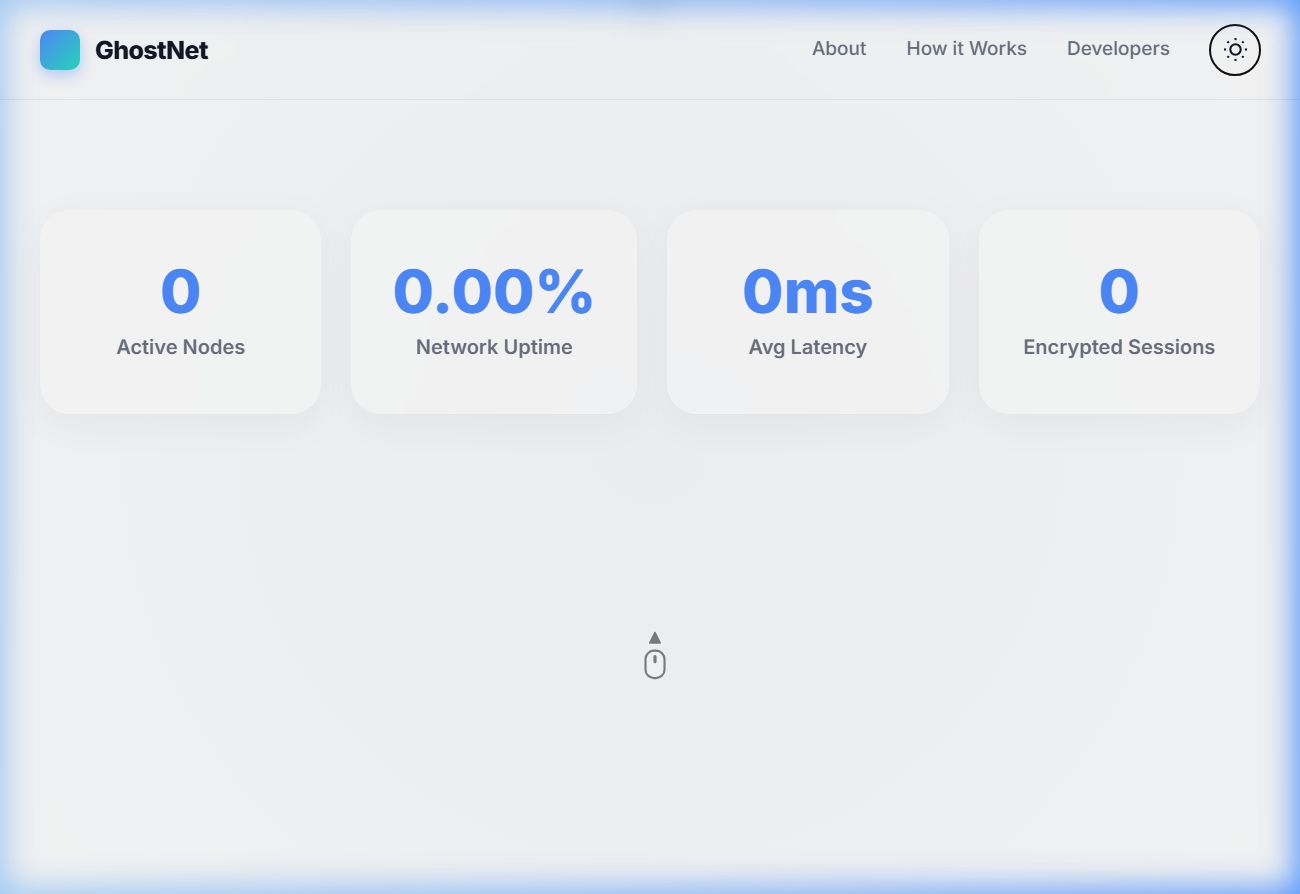 GhostNet
About How it Works Developers
0 0.00% 0ms 0
Active Nodes Network Uptime Avg Latency Encrypted Sessions